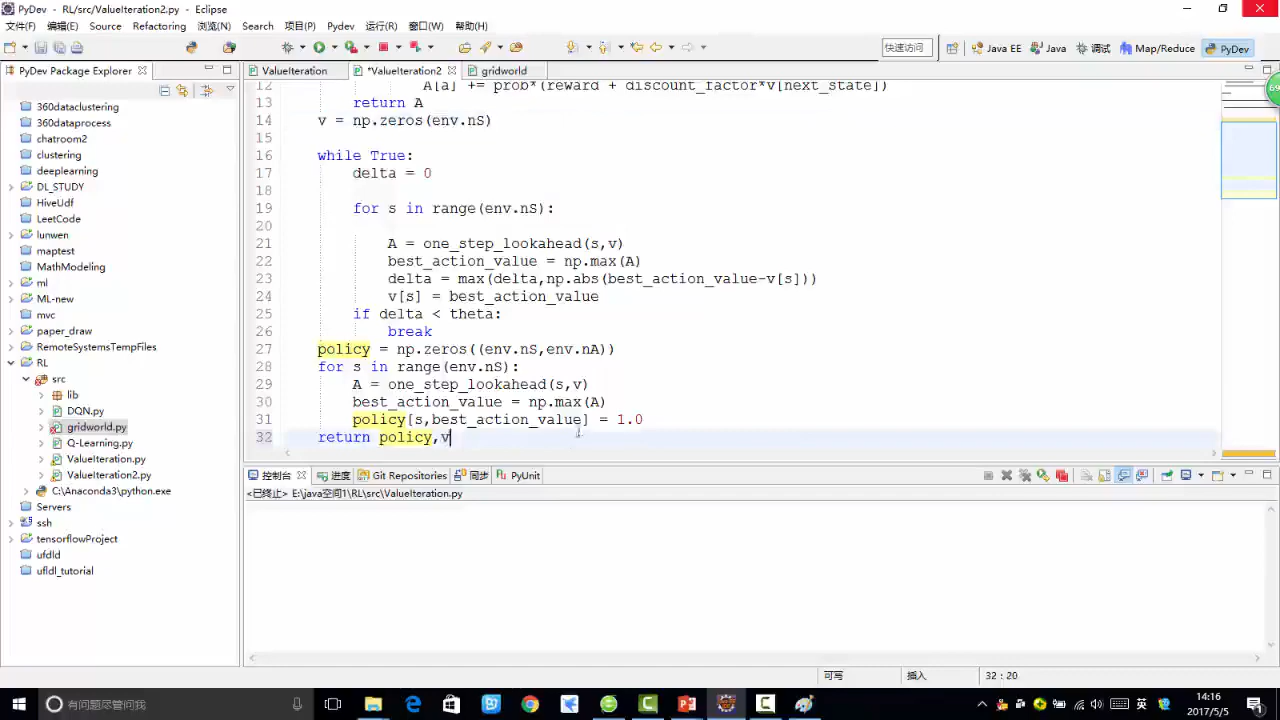 PyDev - RL/src/ValueIteration2.py - Eclipse
文件(F) 编辑(E) Source Refactoring 浏览(N) Search 项目(P) Pydev 运行(R) 窗口(W) 帮助(H)
快速访问 Java EE Java 调试 Map/Reduce PyDev
PyDev Package Explorer
ValueIteration *ValueIteration2 gridworld
360dataclustering
360dataprocess
chatroom2
clustering
deeplearning
DL_STUDY
HiveUdf
LeetCode
lunwen
maptest
MathModeling
ml
ML-new
mvc
paper_draw
RemoteSystemsTempFiles
RL
src
lib
DQN.py
gridworld.py
Q-Learning.py
ValueIteration.py
ValueIteration2.py
C:\Anaconda3\python.exe
Servers
ssh
tensorflowProject
ufdld
ufldl_tutorial
12 A[a] += prob*(reward + discount_factor*v[next_state])
13 return A
14 v = np.zeros(env.nS)
15
16 while True:
17 delta = 0
18
19 for s in range(env.nS):
20
21 A = one_step_lookahead(s,v)
22 best_action_value = np.max(A)
23 delta = max(delta,np.abs(best_action_value-v[s]))
24 v[s] = best_action_value
25 if delta < theta:
26 break
27 policy = np.zeros((env.nS,env.nA))
28 for s in range(env.nS):
29 A = one_step_lookahead(s,v)
30 best_action_value = np.max(A)
31 policy[s,best_action_value] = 1.0
32 return policy,v
69
控制台 进度 Git Repositories 同步 PyUnit
<已终止> E:\java空间1\RL\src\ValueIteration.py
可写 插入 32 : 20
有问题尽管问我
英
14:16
2017/5/5